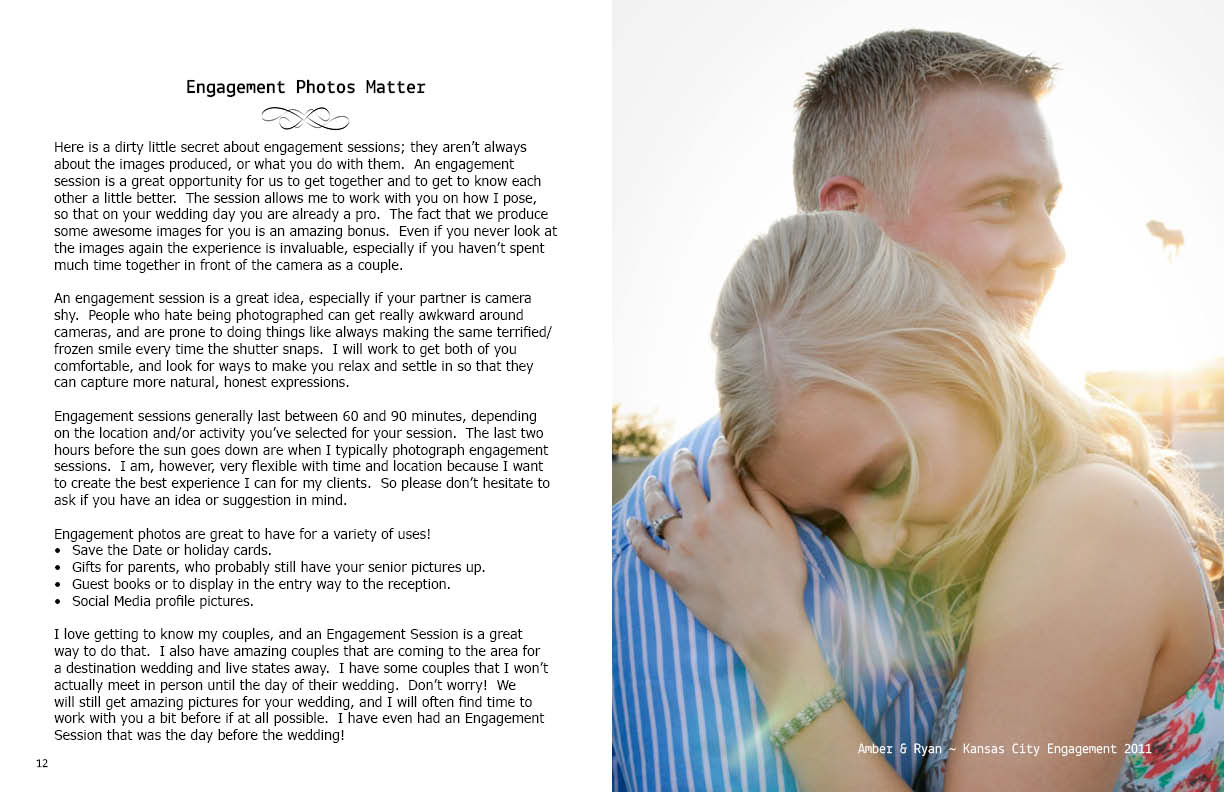 Engagement Photos Matter
Here is a dirty little secret about engagement sessions; they aren’t always
about the images produced, or what you do with them.  An engagement
session is a great opportunity for us to get together and to get to know each
other a little better.  The session allows me to work with you on how I pose,
so that on your wedding day you are already a pro.  The fact that we produce
some awesome images for you is an amazing bonus.  Even if you never look at
the images again the experience is invaluable, especially if you haven’t spent
much time together in front of the camera as a couple.
An engagement session is a great idea, especially if your partner is camera
shy.  People who hate being photographed can get really awkward around
cameras, and are prone to doing things like always making the same terrified/
frozen smile every time the shutter snaps.  I will work to get both of you
comfortable, and look for ways to make you relax and settle in so that they
can capture more natural, honest expressions.
Engagement sessions generally last between 60 and 90 minutes, depending
on the location and/or activity you’ve selected for your session.  The last two
hours before the sun goes down are when I typically photograph engagement
sessions.  I am, however, very flexible with time and location because I want
to create the best experience I can for my clients.  So please don’t hesitate to
ask if you have an idea or suggestion in mind.
Engagement photos are great to have for a variety of uses!
• Save the Date or holiday cards.
• Gifts for parents, who probably still have your senior pictures up.
• Guest books or to display in the entry way to the reception.
• Social Media profile pictures.
I love getting to know my couples, and an Engagement Session is a great
way to do that.  I also have amazing couples that are coming to the area for
a destination wedding and live states away.  I have some couples that I won’t
actually meet in person until the day of their wedding.  Don’t worry!  We
will still get amazing pictures for your wedding, and I will often find time to
work with you a bit before if at all possible.  I have even had an Engagement
Session that was the day before the wedding!
12
Amber & Ryan ~ Kansas City Engagement 2011